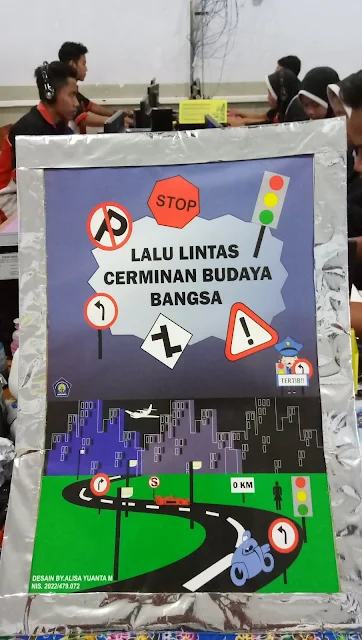 STOP
P
LALU LINTAS
CERMINAN BUDAYA
BANGSA
!
TERTIB!!
S
0 KM
DESAIN BY.ALISA YUANTA M
NIS. 2022/479.072